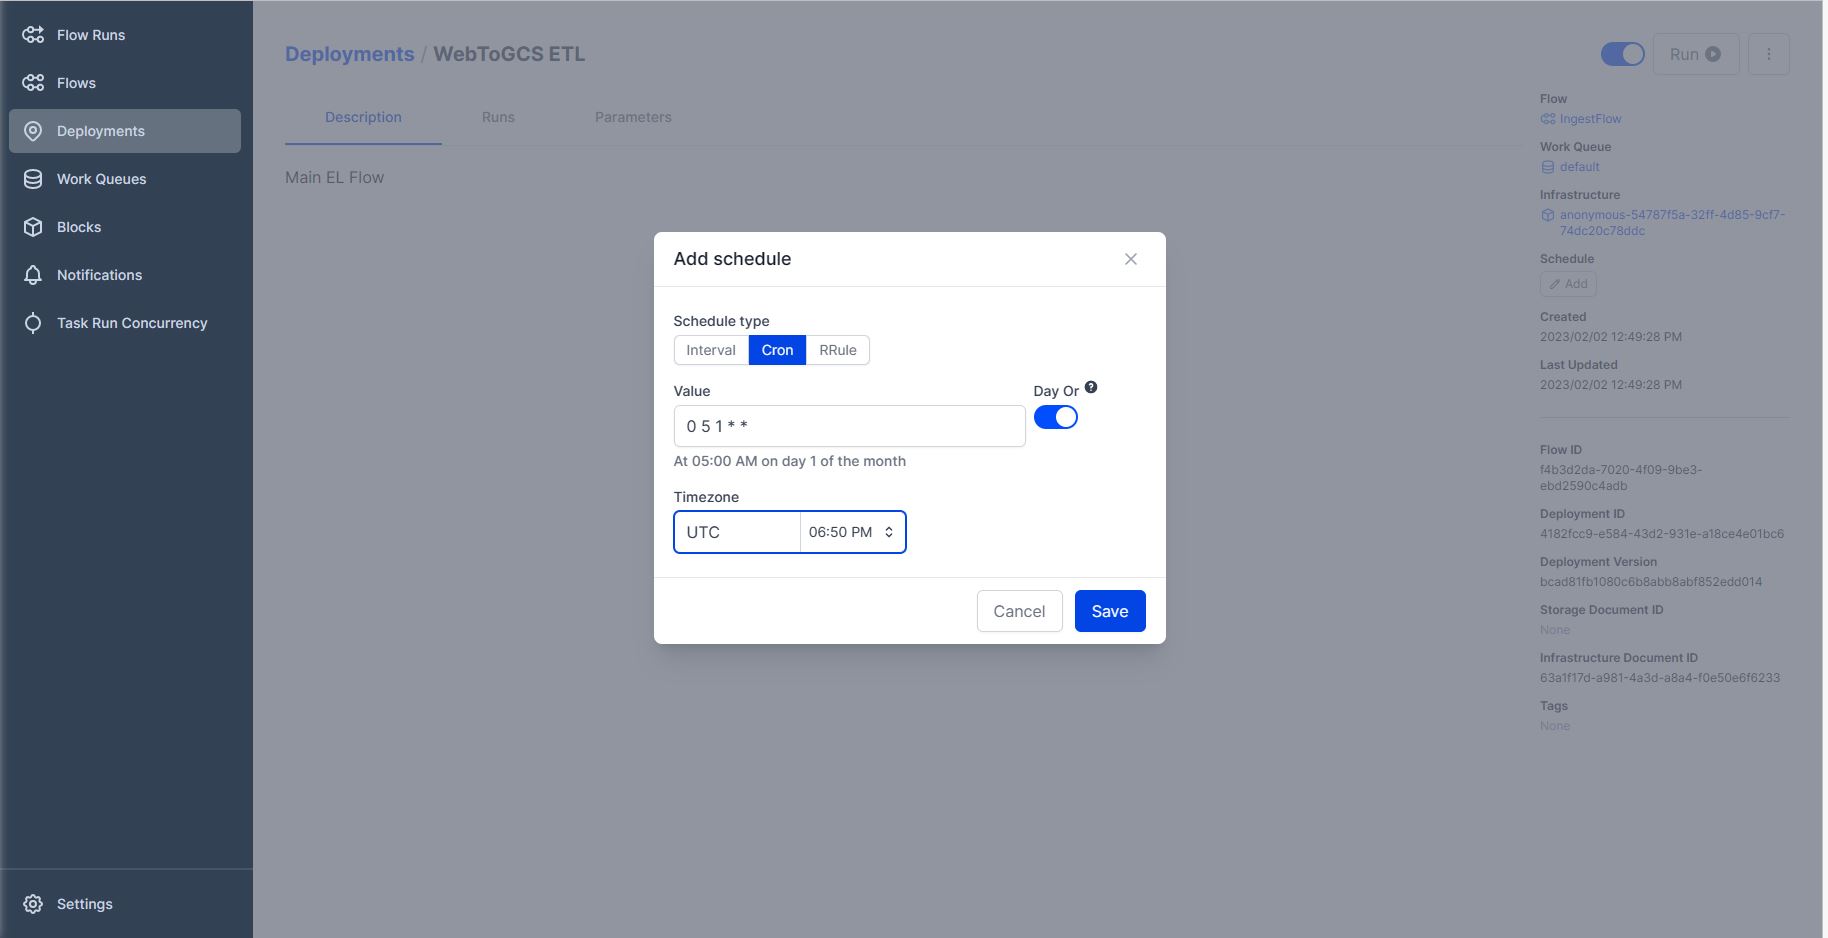 Flow Runs
Flows
Deployments
Work Queues
Blocks
Notifications
Task Run Concurrency
Settings
Deployments / WebToGCS ETL
Run
Description Runs Parameters
Main EL Flow
Add schedule
Schedule type
Interval Cron RRule
Value
Day Or ?
0 5 1 * *
At 05:00 AM on day 1 of the month
Timezone
UTC 06:50 PM
Cancel Save
Flow
IngestFlow
Work Queue
default
Infrastructure
anonymous-54787f5a-32ff-4d85-9cf7-
74dc20c78ddc
Schedule
Add
Created
2023/02/02 12:49:28 PM
Last Updated
2023/02/02 12:49:28 PM
Flow ID
f4b3d2da-7020-4f09-9be3-
ebd2590c4adb
Deployment ID
4182fcc9-e584-43d2-931e-a18ce4e01bc6
Deployment Version
bcad81fb1080c6b8abb8abf852edd014
Storage Document ID
None
Infrastructure Document ID
63a1f17d-a981-4a3d-a8a4-f0e50e6f6233
Tags
None